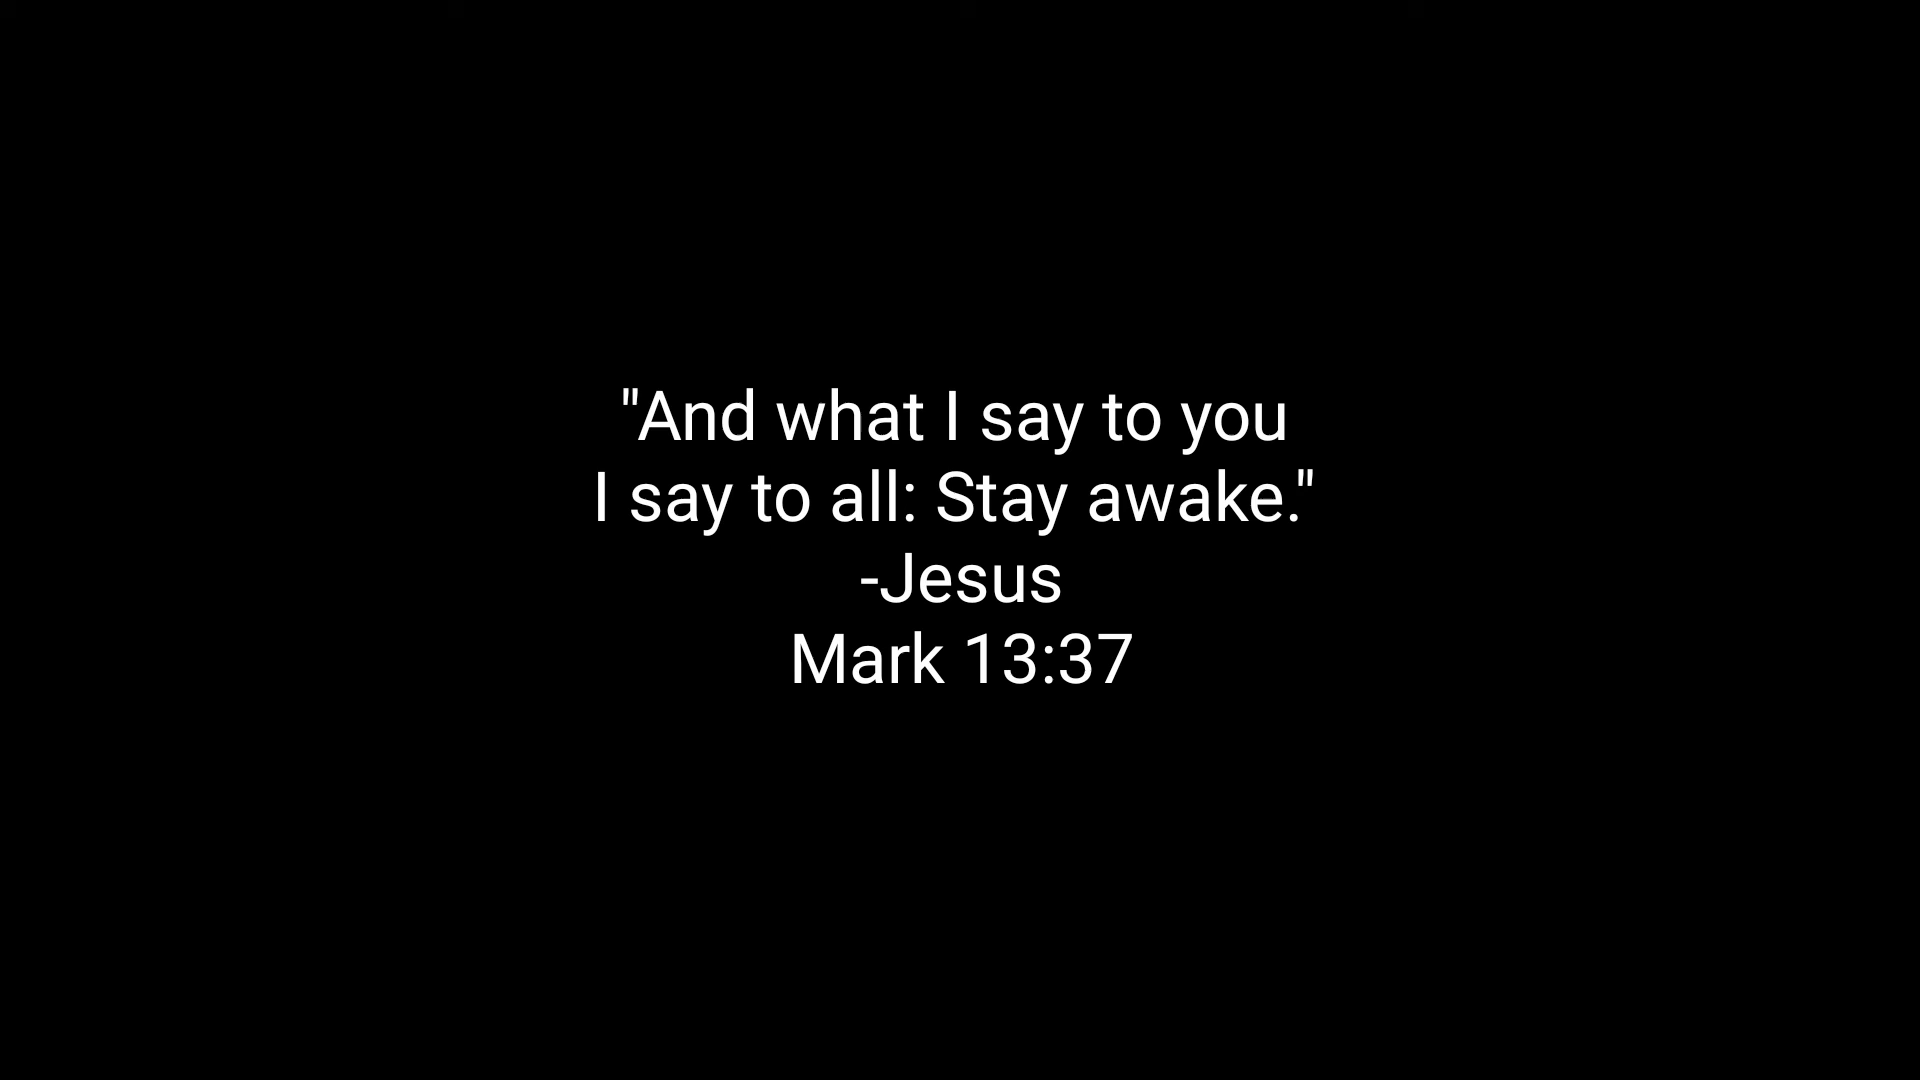 "And what I say to you
I say to all: Stay awake."
-Jesus
Mark 13:37